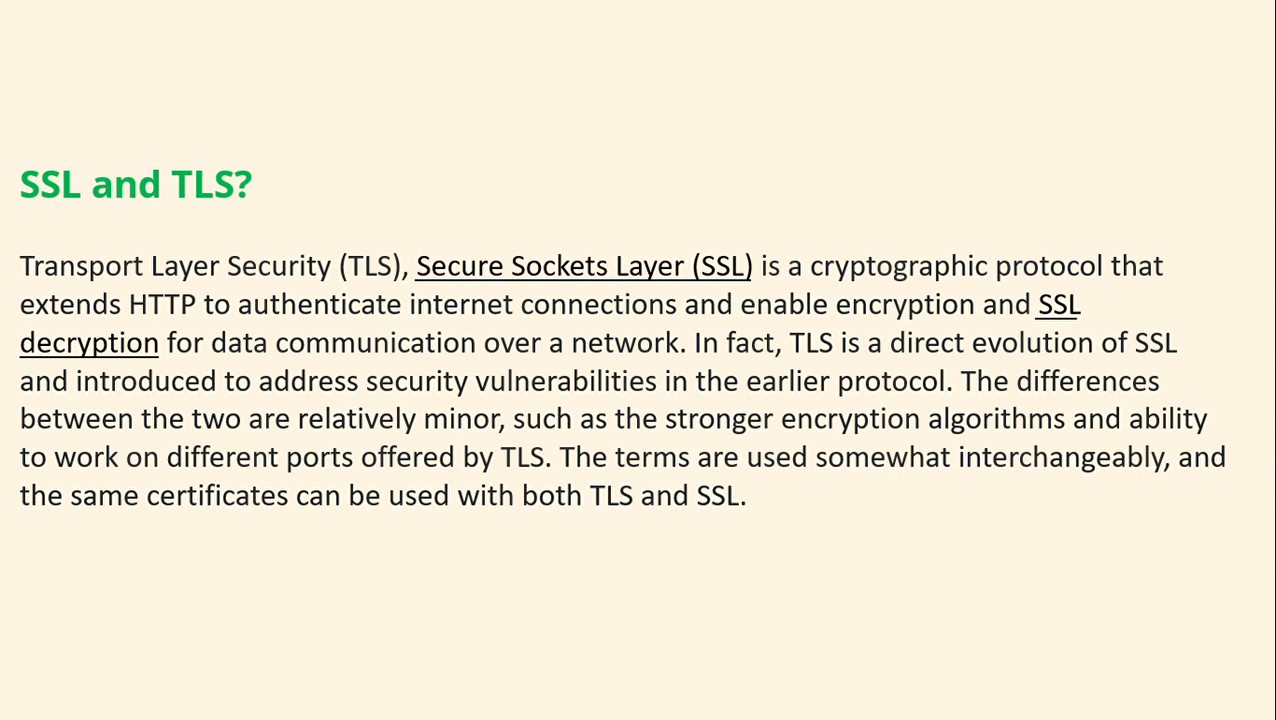 SSL and TLS?
Transport Layer Security (TLS), Secure Sockets Layer (SSL) is a cryptographic protocol that
extends HTTP to authenticate internet connections and enable encryption and SSL
decryption for data communication over a network. In fact, TLS is a direct evolution of SSL
and introduced to address security vulnerabilities in the earlier protocol. The differences
between the two are relatively minor, such as the stronger encryption algorithms and ability
to work on different ports offered by TLS. The terms are used somewhat interchangeably, and
the same certificates can be used with both TLS and SSL.